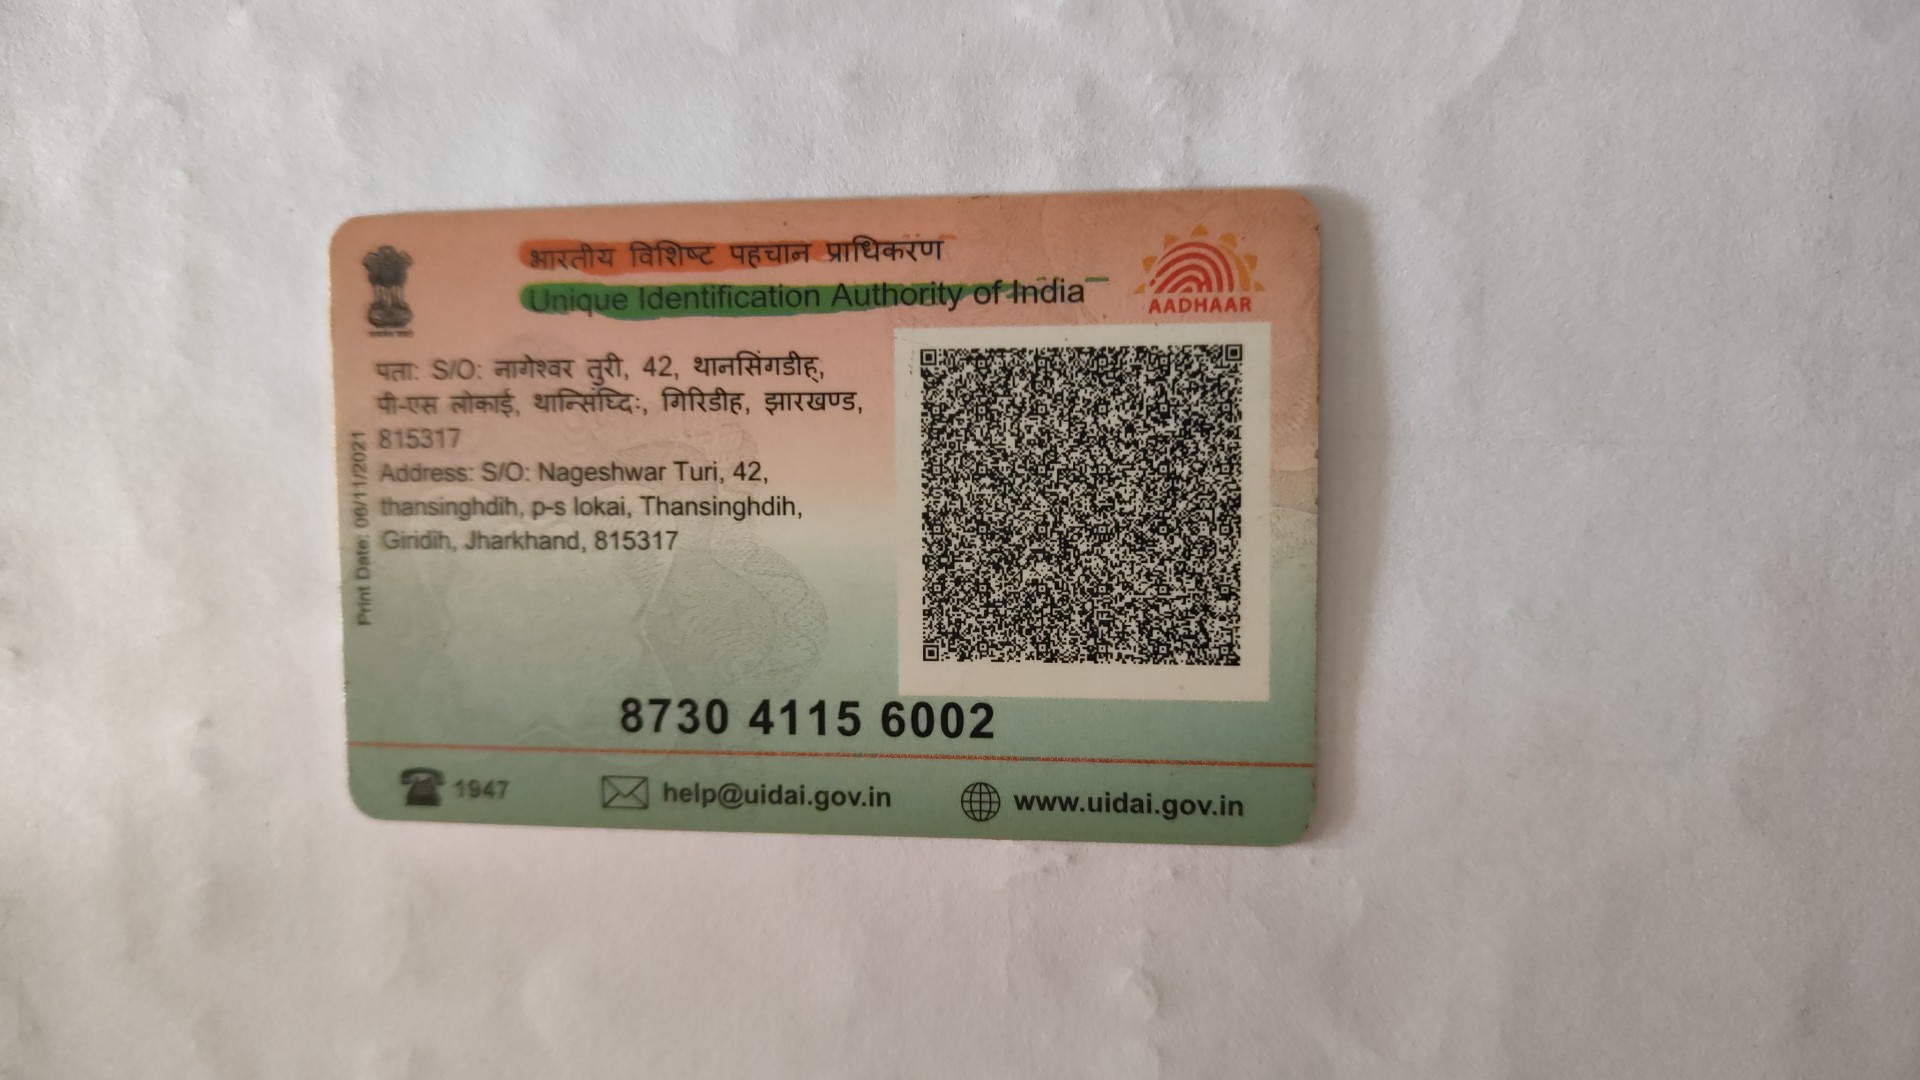 भारतीय विशिष्ट पहचान प्राधिकरण
Unique Identification Authority of India
AADHAAR
पता: S/O: नागेश्वर तुरी, 42, थानसिंगडीह,
पी-एस लोकाई, थान्सिंघ्दिः, गिरिडीह, झारखण्ड,
815317
Address: S/O: Nageshwar Turi, 42,
thansinghdih, p-s lokai, Thansinghdih,
Giridih, Jharkhand, 815317
Print Date: 06/11/2021
8730 4115 6002
1947
help@uidai.gov.in
www.uidai.gov.in